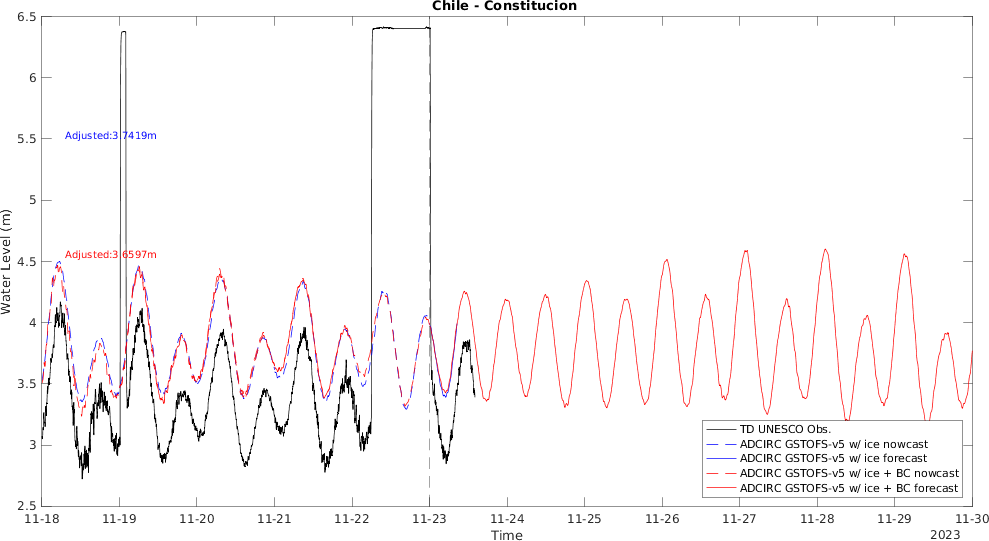 Chile - Constitucion
6.5
6
5.5
5
4.5
4
3.5
3
2.5
Water Level (m)
Adjusted:3.7419m
Adjusted:3.6597m
TD UNESCO Obs.
ADCIRC GSTOFS-v5 w/ ice nowcast
ADCIRC GSTOFS-v5 w/ ice forecast
ADCIRC GSTOFS-v5 w/ ice + BC nowcast
ADCIRC GSTOFS-v5 w/ ice + BC forecast
11-18 11-19 11-20 11-21 11-22 11-23 11-24 11-25 11-26 11-27 11-28 11-29 11-30
Time
2023